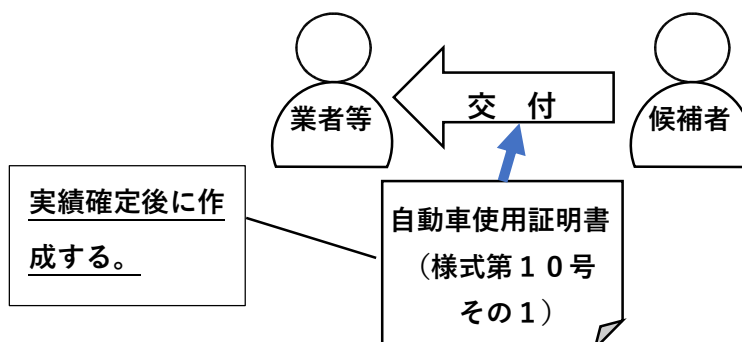 業者等
交　付
候補者
実績確定後に作
成する。
自動車使用証明書
（様式第１０号
その１）